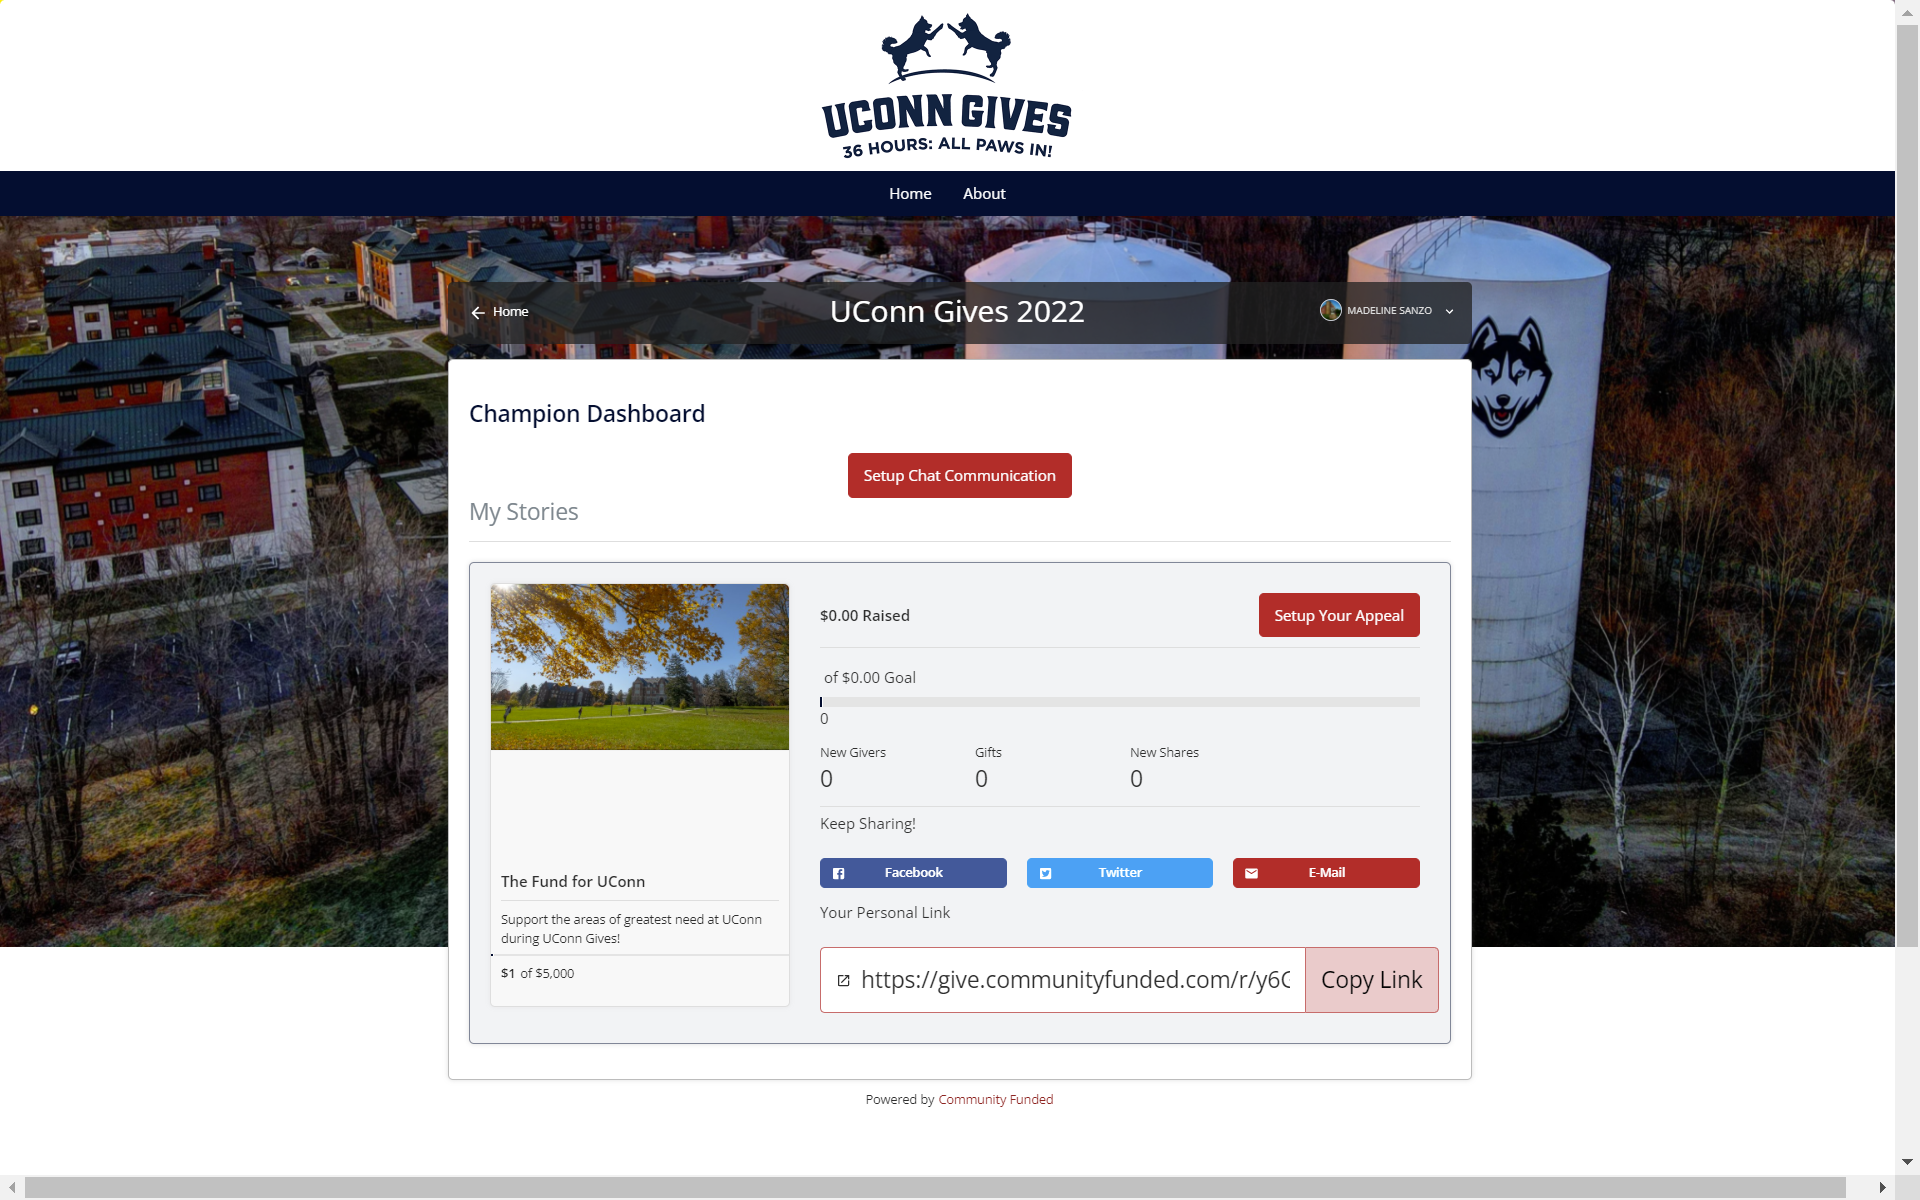 UCONN GIVES
36 HOURS: ALL PAWS IN!
Home About
Home
UConn Gives 2022
MADELINE SANZO
Champion Dashboard
Setup Chat Communication
My Stories
$0.00 Raised
Setup Your Appeal
of $0.00 Goal
0
New Givers Gifts New Shares
0 0 0
Keep Sharing!
Facebook Twitter E-Mail
Your Personal Link
https://give.communityfunded.com/r/y6
Copy Link
The Fund for UConn
Support the areas of greatest need at UConn
during UConn Gives!
$1 of $5,000
Powered by Community Funded